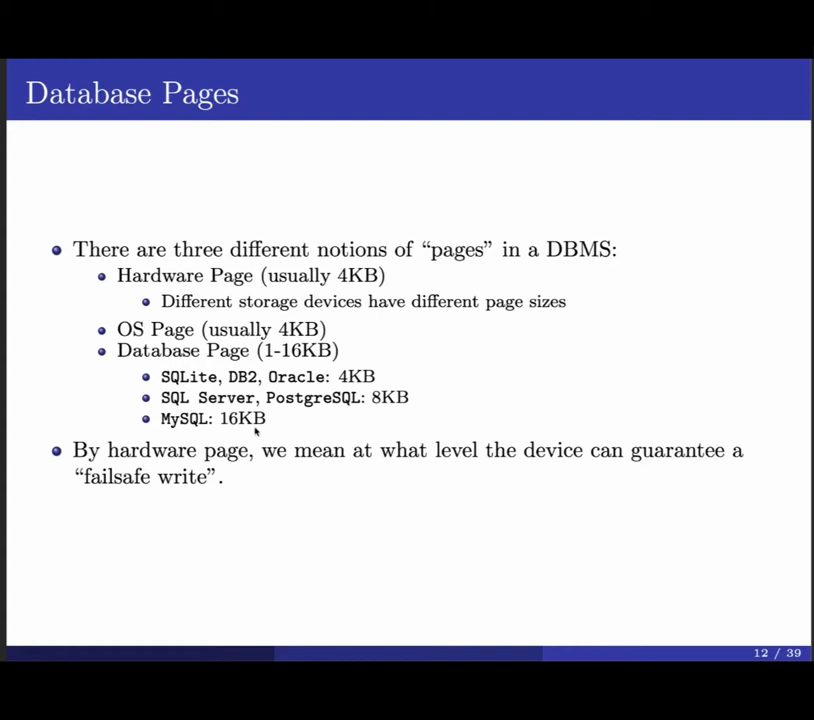 Database Pages
There are three different notions of “pages” in a DBMS:
Hardware Page (usually 4KB)
Different storage devices have different page sizes
OS Page (usually 4KB)
Database Page (1-16KB)
SQLite, DB2, Oracle: 4KB
SQL Server, PostgreSQL: 8KB
MySQL: 16KB
By hardware page, we mean at what level the device can guarantee a
“failsafe write”.
12 / 39